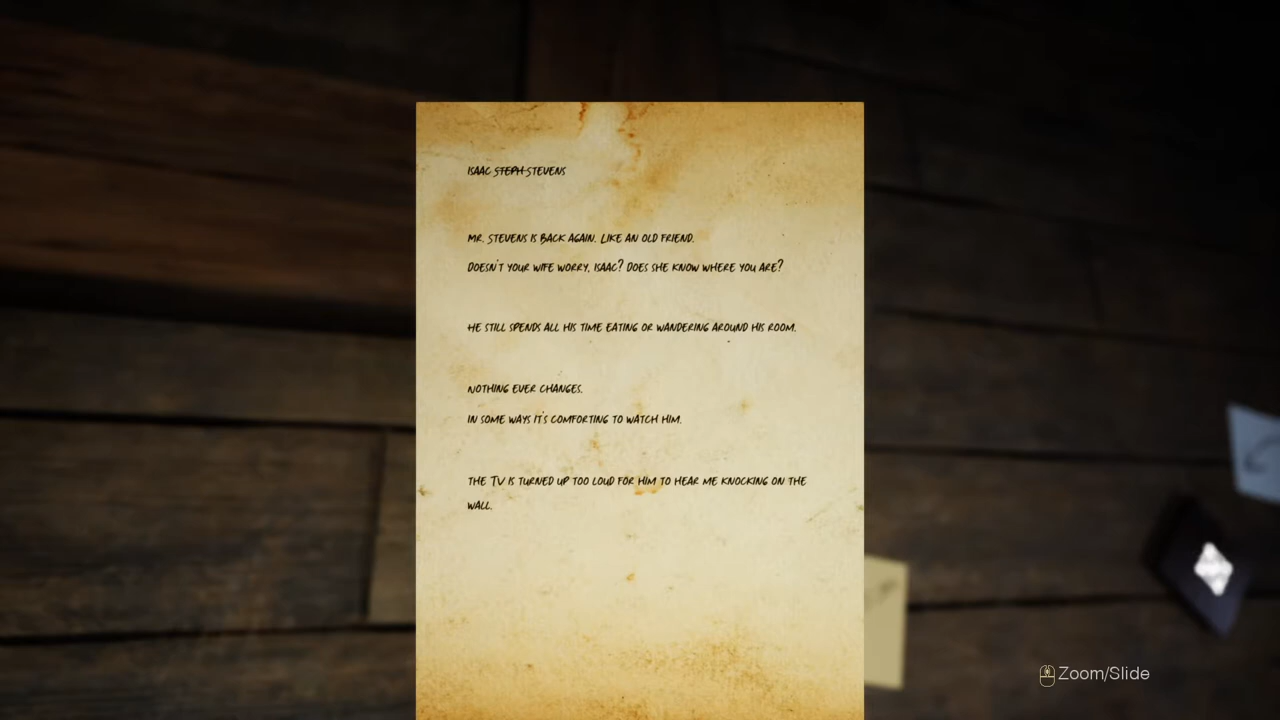 ISAAC STEPH STEVENS
MR. STEVENS IS BACK AGAIN. LIKE AN OLD FRIEND.
DOESN'T YOUR WIFE WORRY, ISAAC? DOES SHE KNOW WHERE YOU ARE?
HE STILL SPENDS ALL HIS TIME EATING OR WANDERING AROUND HIS ROOM.
NOTHING EVER CHANGES.
IN SOME WAYS IT'S COMFORTING TO WATCH HIM.
THE TV IS TURNED UP TOO LOUD FOR HIM TO HEAR ME KNOCKING ON THE
WALL.
Zoom/Slide